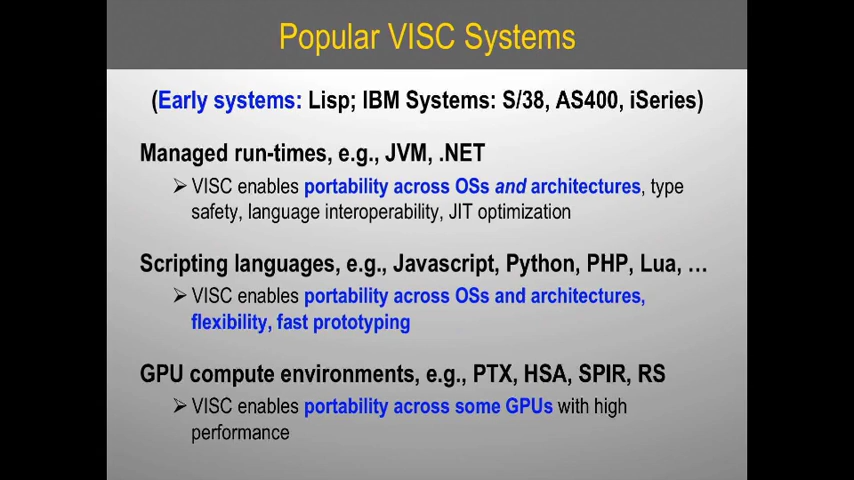 Popular VISC Systems
(Early systems: Lisp; IBM Systems: S/38, AS400, iSeries)
Managed run-times, e.g., JVM, .NET
➢ VISC enables portability across OSs and architectures, type
safety, language interoperability, JIT optimization
Scripting languages, e.g., Javascript, Python, PHP, Lua, …
➢ VISC enables portability across OSs and architectures,
flexibility, fast prototyping
GPU compute environments, e.g., PTX, HSA, SPIR, RS
➢ VISC enables portability across some GPUs with high
performance